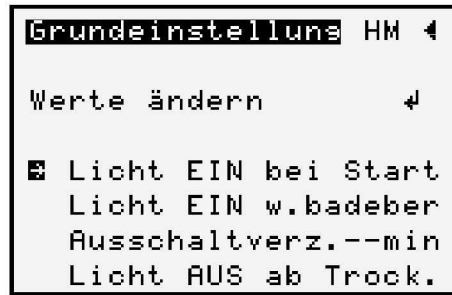 Grundeinstellung HM
Werte ändern
Licht EIN bei Start
Licht EIN w.badeber
Ausschaltverz.--min
Licht AUS ab Trock.